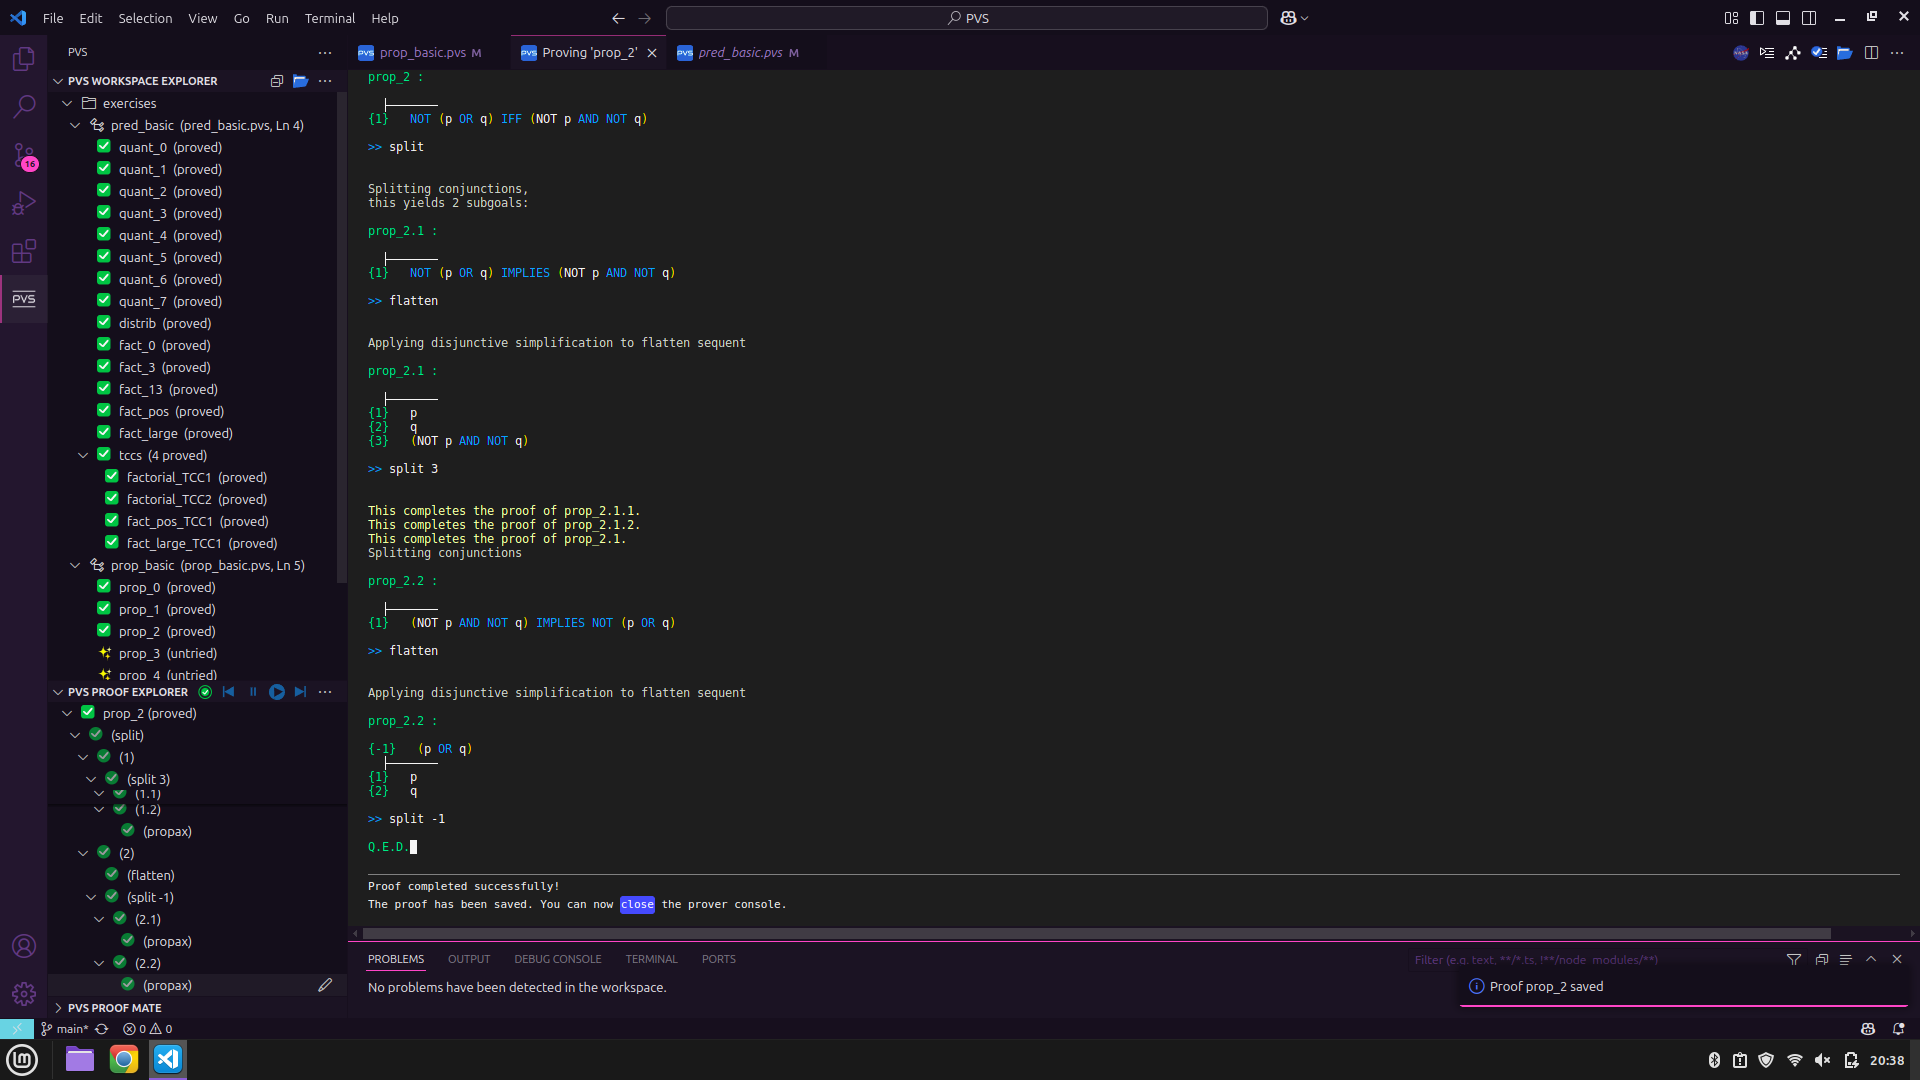 File Edit Selection View Go Run Terminal Help
PVS
PVS
prop_basic.pvs M
Proving 'prop_2'
pred_basic.pvs M
PVS WORKSPACE EXPLORER
exercises
pred_basic (pred_basic.pvs, Ln 4)
quant_0 (proved)
quant_1 (proved)
quant_2 (proved)
quant_3 (proved)
quant_4 (proved)
quant_5 (proved)
quant_6 (proved)
quant_7 (proved)
distrib (proved)
fact_0 (proved)
fact_3 (proved)
fact_13 (proved)
fact_pos (proved)
fact_large (proved)
tccs (4 proved)
factorial_TCC1 (proved)
factorial_TCC2 (proved)
fact_pos_TCC1 (proved)
fact_large_TCC1 (proved)
prop_basic (prop_basic.pvs, Ln 5)
prop_0 (proved)
prop_1 (proved)
prop_2 (proved)
prop_3 (untried)
prop_4 (untried)
16
PVS
PVS PROOF EXPLORER
prop_2 (proved)
(split)
(1)
(split 3)
(1.1)
(1.2)
(propax)
(2)
(flatten)
(split -1)
(2.1)
(propax)
(2.2)
(propax)
PVS PROOF MATE
prop_2 :
{1} NOT (p OR q) IFF (NOT p AND NOT q)
>> split
Splitting conjunctions,
this yields 2 subgoals:
prop_2.1 :
{1} NOT (p OR q) IMPLIES (NOT p AND NOT q)
>> flatten
Applying disjunctive simplification to flatten sequent
prop_2.1 :
{1} p
{2} q
{3} (NOT p AND NOT q)
>> split 3
This completes the proof of prop_2.1.1.
This completes the proof of prop_2.1.2.
This completes the proof of prop_2.1.
Splitting conjunctions
prop_2.2 :
{1} (NOT p AND NOT q) IMPLIES NOT (p OR q)
>> flatten
Applying disjunctive simplification to flatten sequent
prop_2.2 :
{-1} (p OR q)
{1} p
{2} q
>> split -1
Q.E.D.
Proof completed successfully!
The proof has been saved. You can now close the prover console.
PROBLEMS OUTPUT DEBUG CONSOLE TERMINAL PORTS
Filter (e.g. text, **/*.ts, !**/node_modules/**)
No problems have been detected in the workspace.
Proof prop_2 saved
main* 0 0
20:38